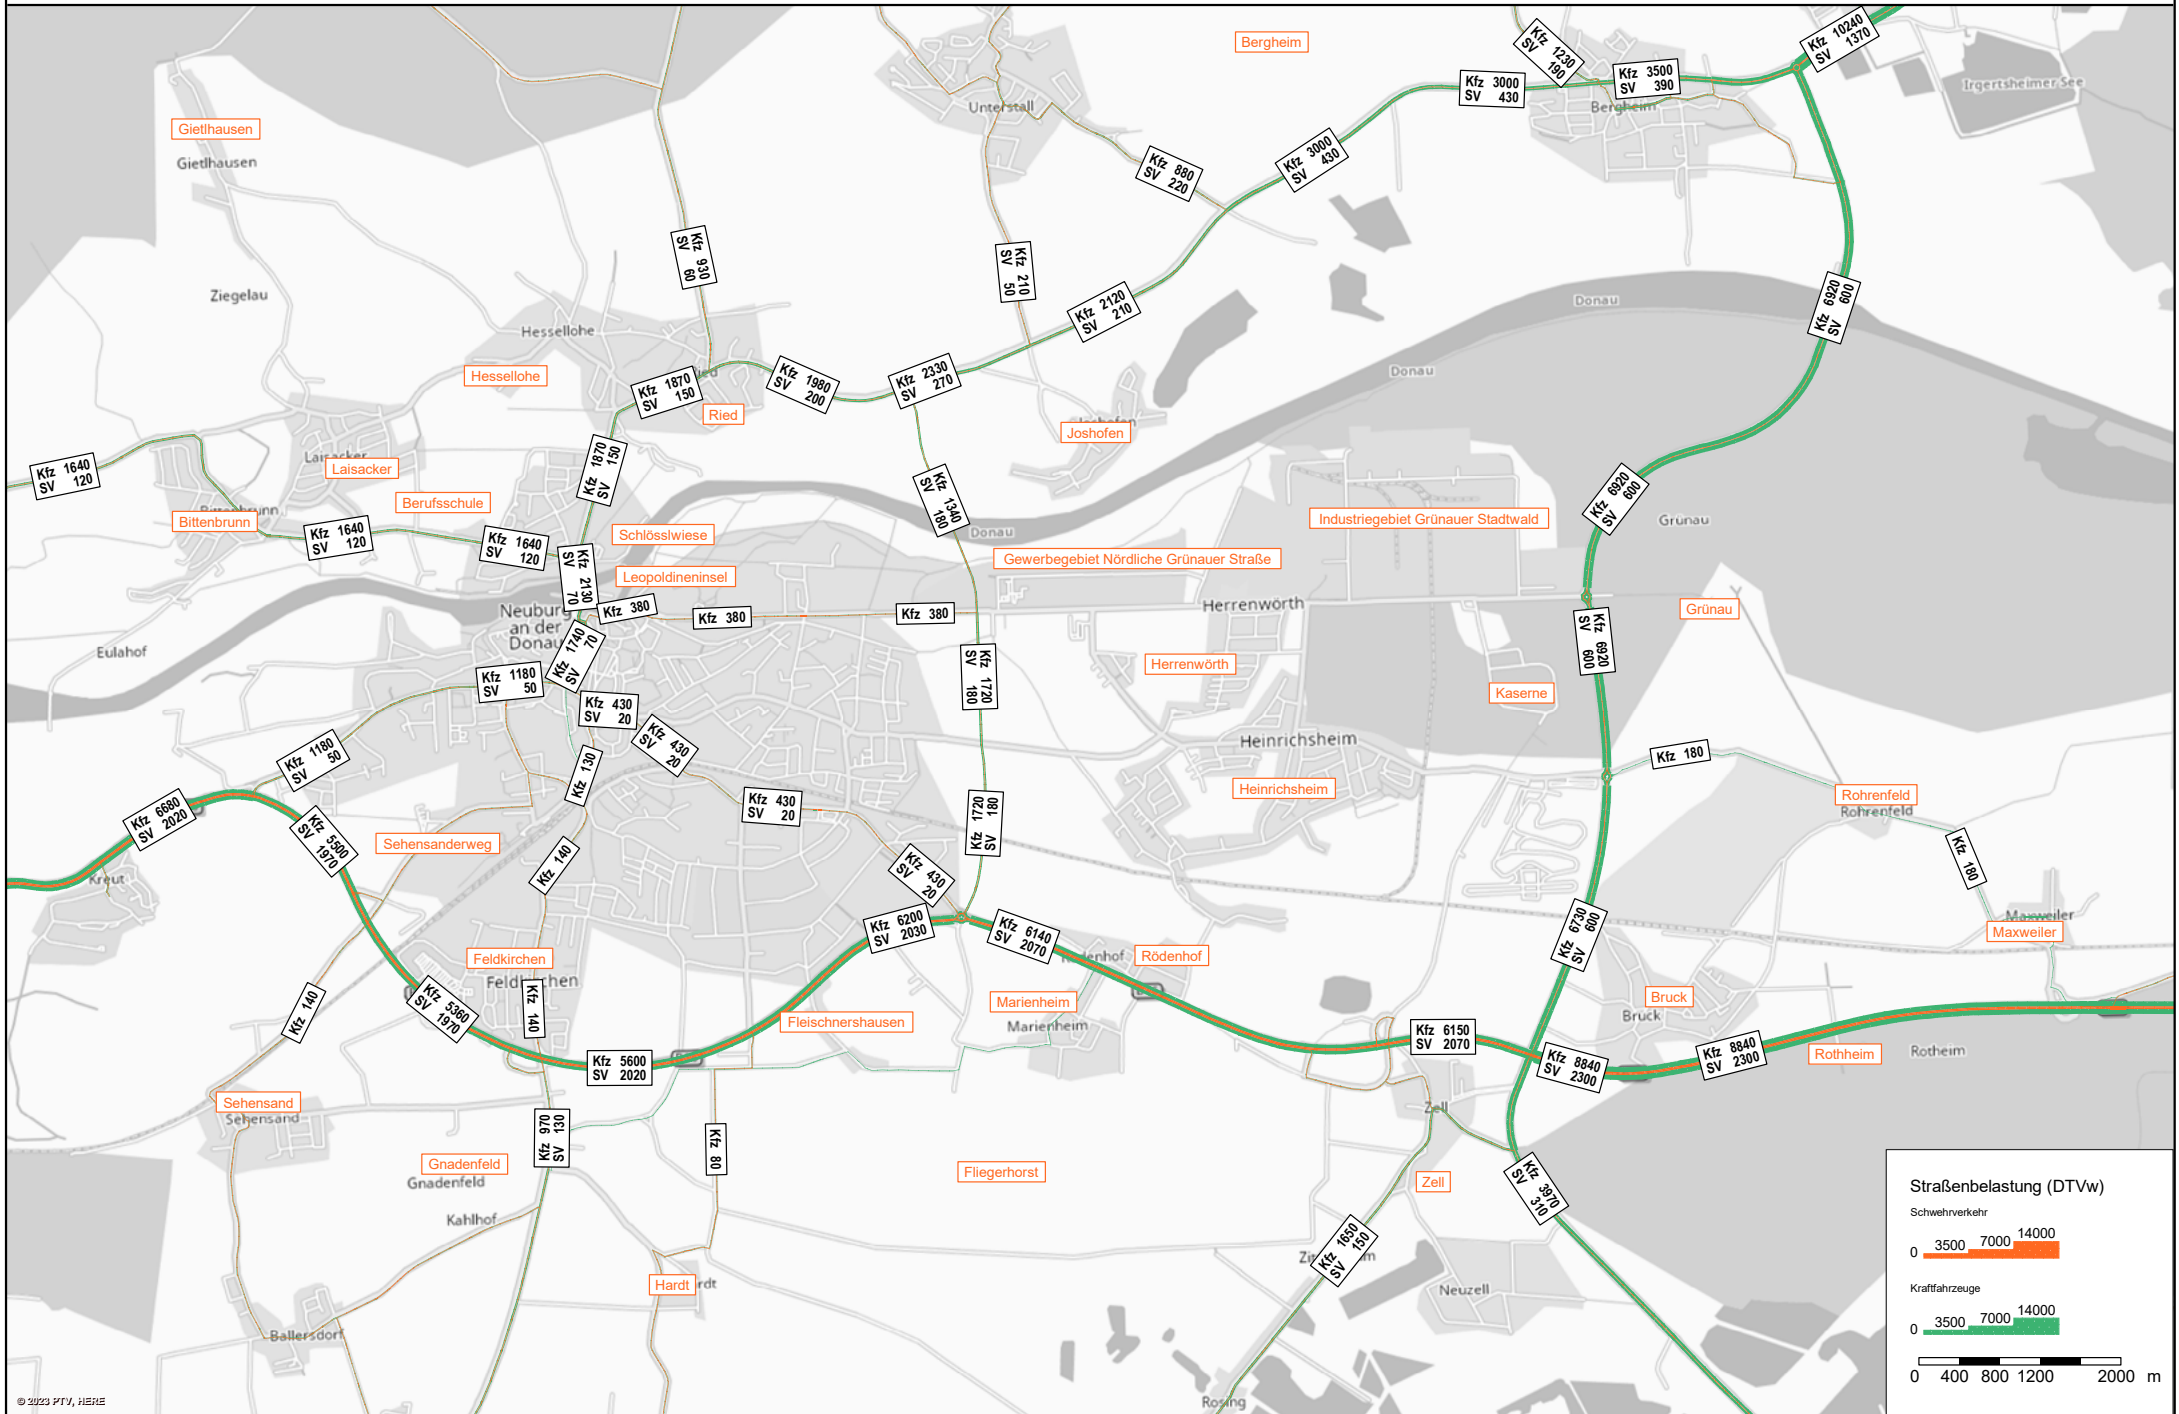 Kfz 10240
SV 1370
Bergheim
Kfz 1230
SV 190
Kfz 3500
SV 390
Kfz 3000
SV 430
Irgertsheimer See
Unterstall
Bergheim
Gietlhausen
Gietlhausen
Kfz 3000
SV 430
Kfz 880
SV 220
Kfz 930
SV 60
Kfz 210
SV 50
Ziegelau
Donau
Kfz 6920
SV 600
Kfz 2120
SV 210
Hessellohe
Hessellohe
Kfz 1870
SV 150
Kfz 1980
SV 200
Kfz 2330
SV 270
Donau
Ried
Joshofen
Kfz 1640
SV 120
Laisacker
Kfz 1870
SV 150
Berufsschule
Kfz 1340
SV 180
Kfz 6920
SV 600
Bittenbrunn
Bittenbrunn
Industriegebiet Grünauer Stadtwald
Grünau
Kfz 1640
SV 120
Kfz 1640
SV 120
Schlösslwiese
Donau
Gewerbegebiet Nördliche Grünauer Straße
Kfz 2130
SV 70
Leopoldineninsel
Neuburg
an der
Donau
Kfz 380
Kfz 380
Kfz 380
Herrenwörth
Grünau
Kfz 6920
SV 600
Eulahof
Kfz 1740
SV 70
Herrenwörth
Kfz 1180
SV 50
Kfz 1720
SV 180
Kaserne
Kfz 430
SV 20
Kfz 430
SV 20
Kfz 1180
SV 50
Heinrichsheim
Kfz 180
Kfz 130
Heinrichsheim
Rohrenfeld
Rohrenfeld
Kfz 6680
SV 2020
Kfz 430
SV 20
Kfz 1720
SV 180
Kfz 5500
SV 1970
Sehensanderweg
Kfz 140
Kfz 180
Kreut
Kfz 430
SV 20
Kfz 6200
SV 2030
Kfz 6140
SV 2070
Kfz 6730
SV 600
Maxweiler
Maxweiler
Feldkirchen
Feldkirchen
Rödenhof
Rödenhof
Kfz 140
Kfz 5360
SV 1970
Kfz 140
Marienheim
Marienheim
Bruck
Bruck
Fleischnershausen
Kfz 6150
SV 2070
Kfz 5600
SV 2020
Kfz 8840
SV 2300
Kfz 8840
SV 2300
Rothheim
Rotheim
Sehensand
Sehensand
Zell
Kfz 970
SV 130
Kfz 80
Gnadenfeld
Gnadenfeld
Fliegerhorst
Zell
Kfz 3970
SV 310
Kahlhof
Kfz 1650
SV 150
Hardt
Neuzell
Ballersdorf
Rosing
Straßenbelastung (DTVw)
Schwehrverkehr
0 3500 7000 14000
Kraftfahrzeuge
0 3500 7000 14000
0 400 800 1200 2000 m
© 2023 PTV, HERE